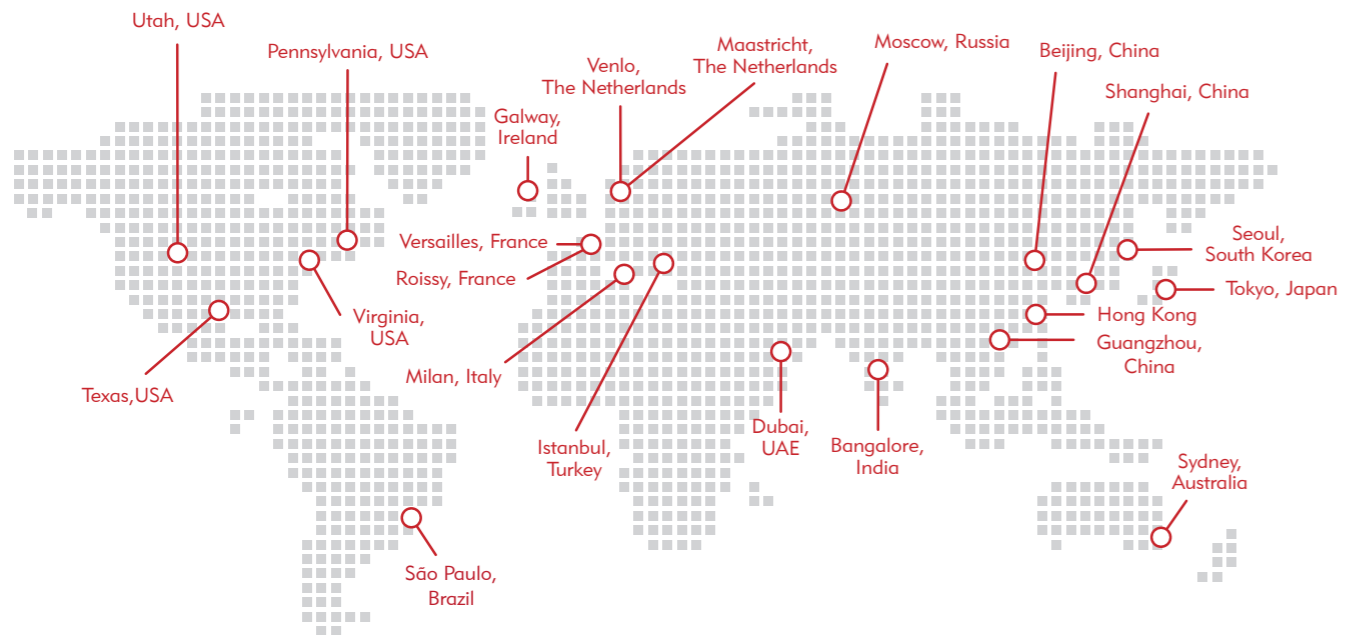 Utah, USA
Pennsylvania, USA
Maastricht,
The Netherlands
Moscow, Russia
Beijing, China
Venlo,
The Netherlands
Shanghai, China
Galway,
Ireland
Versailles, France
Roissy, France
Seoul,
South Korea
Tokyo, Japan
Virginia,
USA
Hong Kong
Guangzhou,
China
Milan, Italy
Texas,USA
Istanbul,
Turkey
Dubai,
UAE
Bangalore,
India
Sydney,
Australia
São Paulo,
Brazil